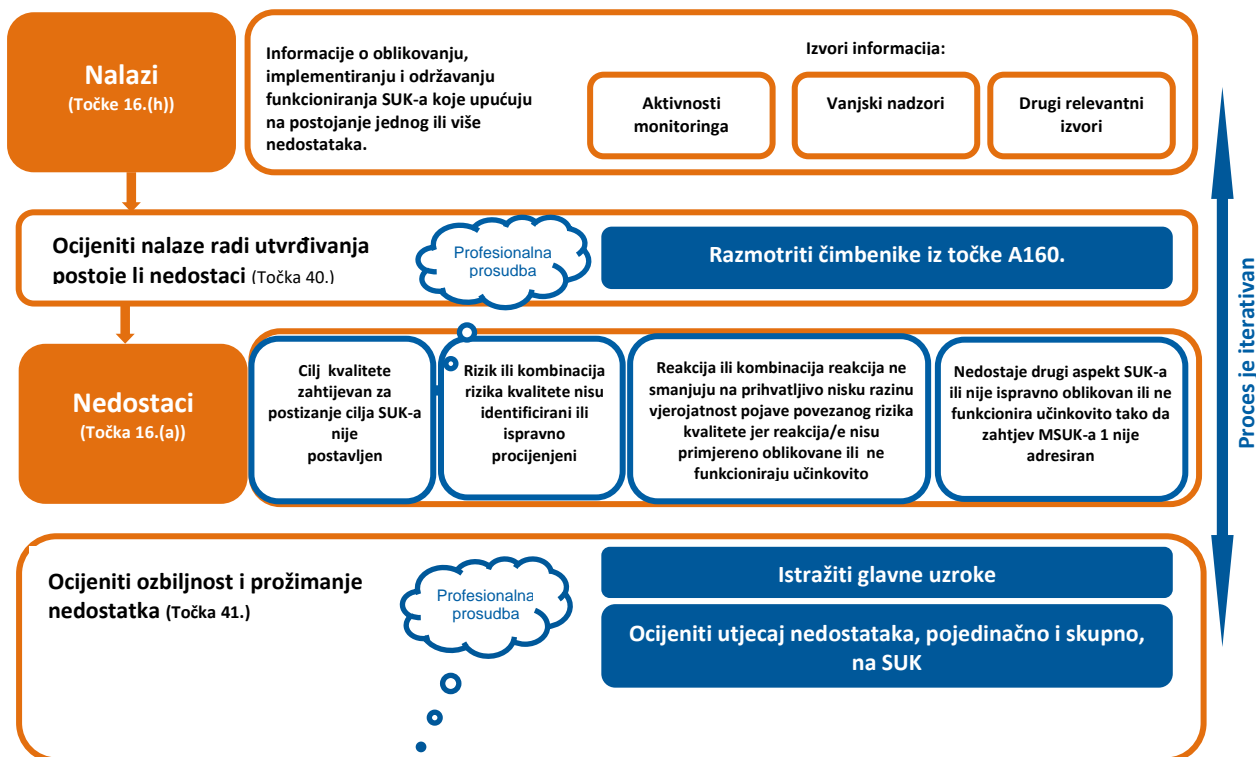 Nalazi
(Točke 16.(h))
Informacije o oblikovanju,
implementiranju i održavanju
funkcioniranja SUK-a koje upućuju
na postojanje jednog ili više
nedostataka.
Izvori informacija:
Aktivnosti
monitoringa
Vanjski nadzori
Drugi relevantni
izvori
Ocijeniti nalaze radi utvrđivanja
postoje li nedostaci (Točka 40.)
Profesionalna
prosudba
Razmotriti čimbenike iz točke A160.
Nedostaci
(Točka 16.(a))
Cilj kvalitete
zahtijevan za
postizanje cilja SUK-a
nije
postavljen
Rizik ili kombinacija
rizika kvalitete nisu
identificirani ili
ispravno
procijenjeni
Reakcija ili kombinacija reakcija ne
smanjuju na prihvatljivo nisku razinu
vjerojatnost pojave povezanog rizika
kvalitete jer reakcija/e nisu
primjereno oblikovane ili ne
funkcioniraju učinkovito
Nedostaje drugi aspekt SUK-a
ili nije ispravno oblikovan ili ne
funkcionira učinkovito tako da
zahtjev MSUK-a 1 nije
adresiran
Ocijeniti ozbiljnost i prožimanje
nedostatka (Točka 41.)
Profesionalna
prosudba
Istražiti glavne uzroke
Ocijeniti utjecaj nedostataka, pojedinačno i skupno,
na SUK
Proces je iterativan